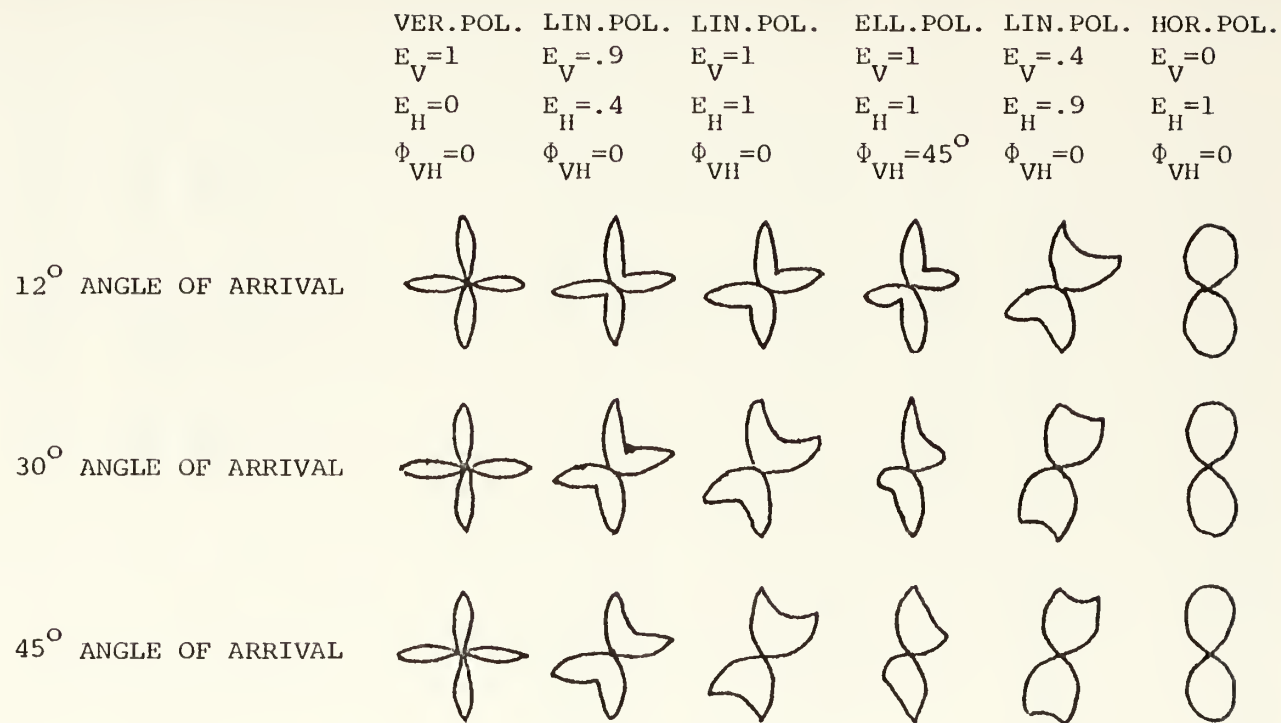 VER.POL. LIN.POL. LIN.POL. ELL.POL. LIN.POL. HOR.POL.
E_V=1 E_V=.9 E_V=1 E_V=1 E_V=.4 E_V=0
E_H=0 E_H=.4 E_H=1 E_H=1 E_H=.9 E_H=1
Φ_VH=0 Φ_VH=0 Φ_VH=0 Φ_VH=45° Φ_VH=0 Φ_VH=0
12° ANGLE OF ARRIVAL
30° ANGLE OF ARRIVAL
45° ANGLE OF ARRIVAL